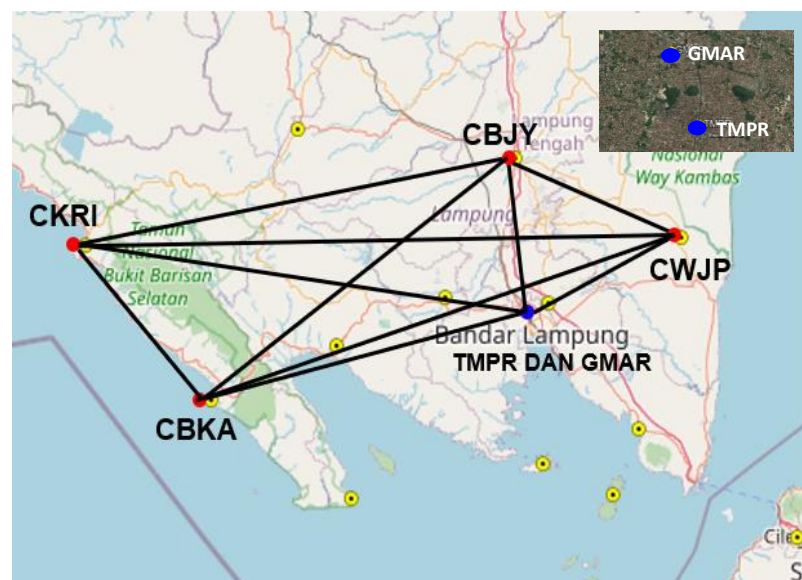 GMAR
TMPR
CBJY
Lampung
Tengah
Nasional
Way Kambas
CKRI
Taman
Nasional
Bukit Barisan
Selatan
Lampung
CWJP
Bandar Lampung
TMPR DAN GMAR
CBKA
Cile
S